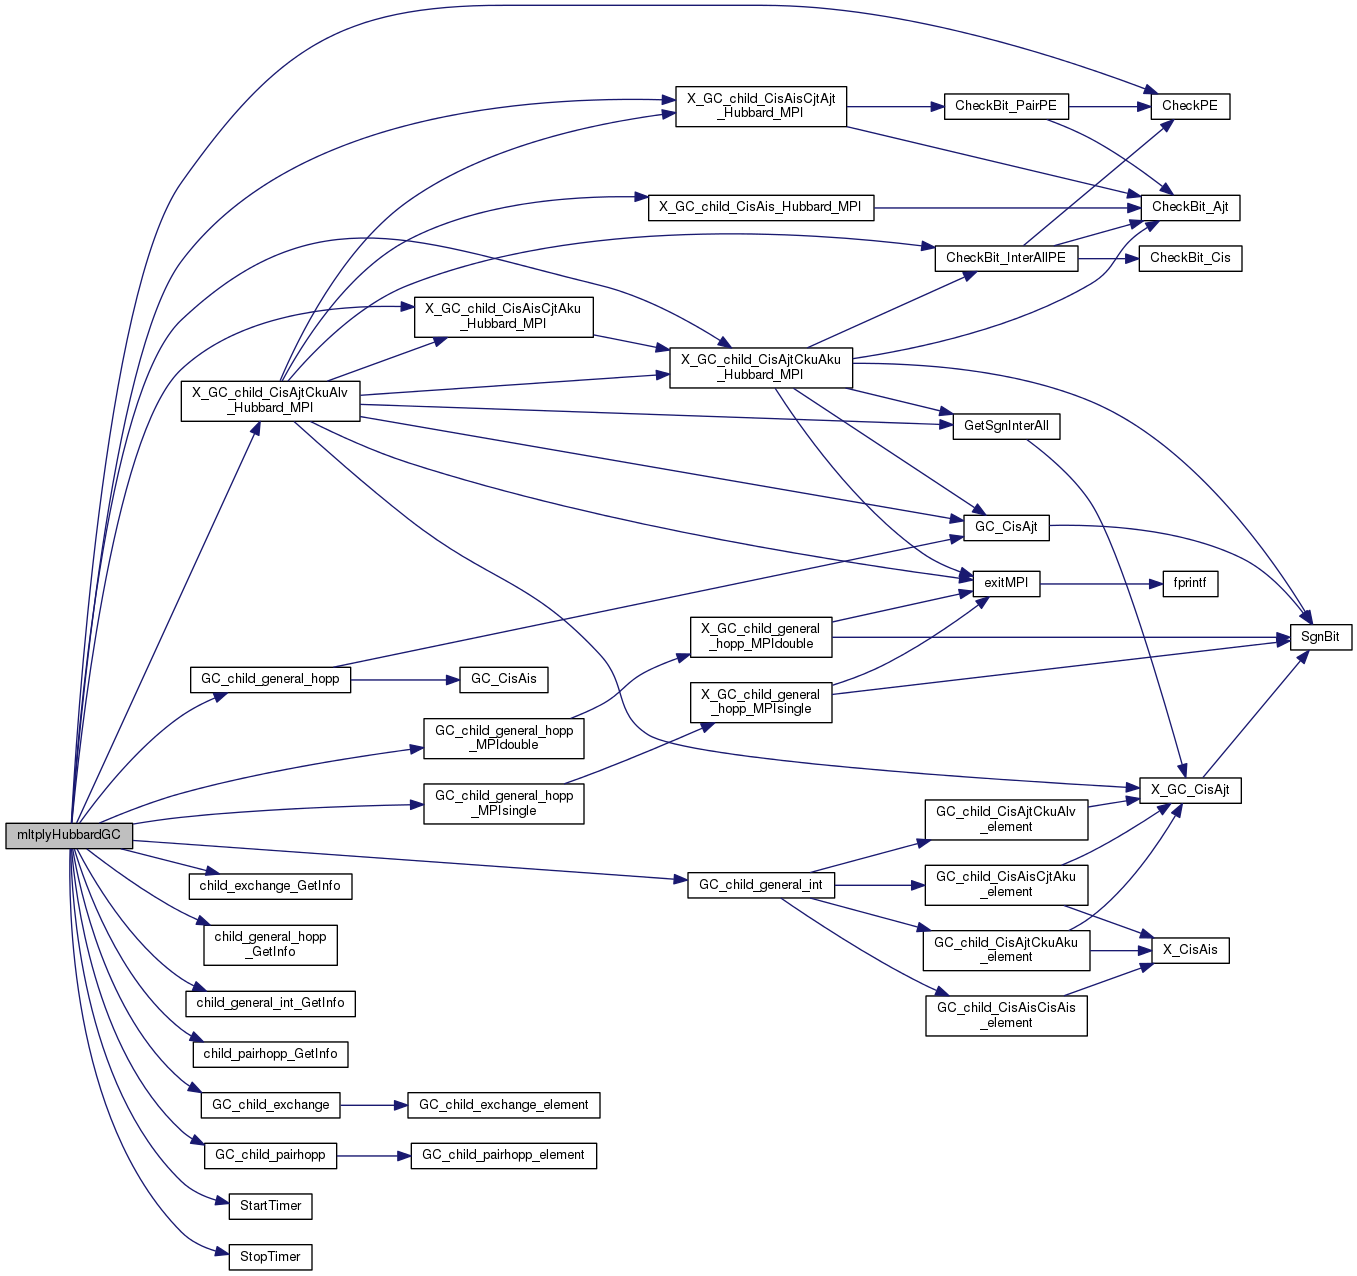 X_GC_child_CisAisCjtAjt
_Hubbard_MPI
CheckBit_PairPE
CheckPE
X_GC_child_CisAis_Hubbard_MPI
CheckBit_Ajt
CheckBit_InterAllPE
CheckBit_Cis
X_GC_child_CisAisCjtAku
_Hubbard_MPI
X_GC_child_CisAjtCkuAku
_Hubbard_MPI
X_GC_child_CisAjtCkuAlv
_Hubbard_MPI
GetSgnInterAll
GC_CisAjt
exitMPI
fprintf
X_GC_child_general
_hopp_MPIdouble
SgnBit
GC_child_general_hopp
GC_CisAis
X_GC_child_general
_hopp_MPIsingle
GC_child_general_hopp
_MPIdouble
X_GC_CisAjt
GC_child_general_hopp
_MPIsingle
GC_child_CisAjtCkuAlv
_element
mltplyHubbardGC
child_exchange_GetInfo
GC_child_general_int
GC_child_CisAisCjtAku
_element
child_general_hopp
_GetInfo
GC_child_CisAjtCkuAku
_element
X_CisAis
child_general_int_GetInfo
GC_child_CisAisCisAis
_element
child_pairhopp_GetInfo
GC_child_exchange
GC_child_exchange_element
GC_child_pairhopp
GC_child_pairhopp_element
StartTimer
StopTimer